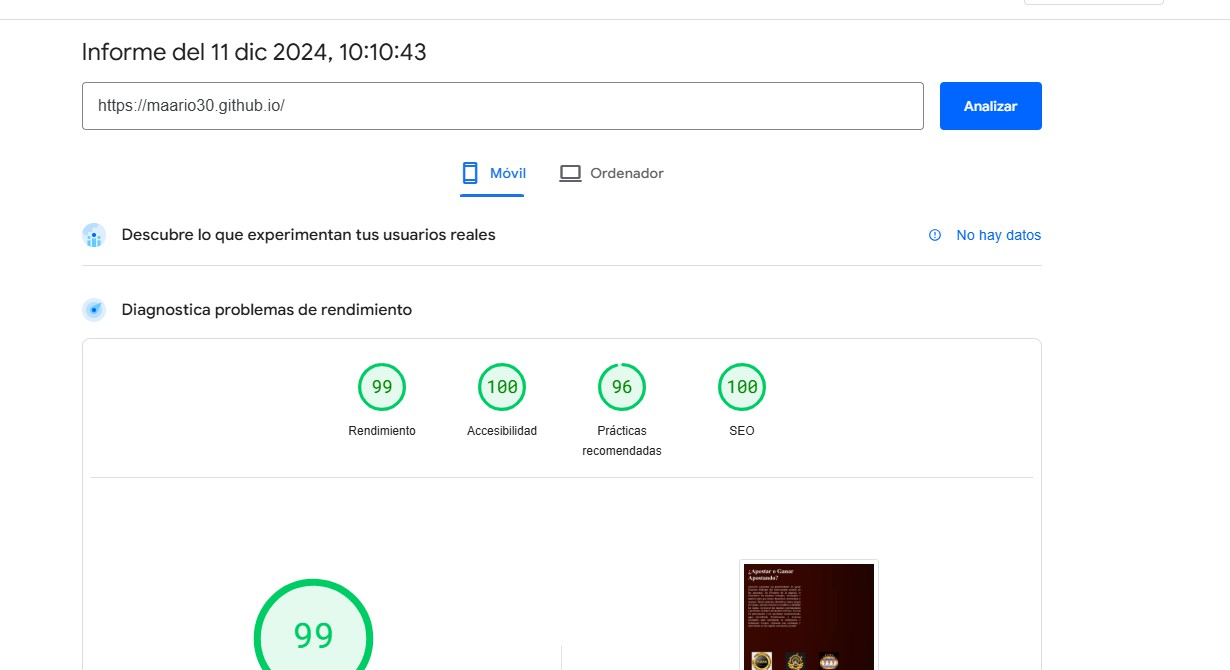 Informe del 11 dic 2024, 10:10:43
https://maario30.github.io/
Analizar
Móvil
Ordenador
Descubre lo que experimentan tus usuarios reales
No hay datos
Diagnostica problemas de rendimiento
99
100
96
100
Rendimiento
Accesibilidad
Prácticas
recomendadas
SEO
99
¿Apostar o Ganar
Apostando?